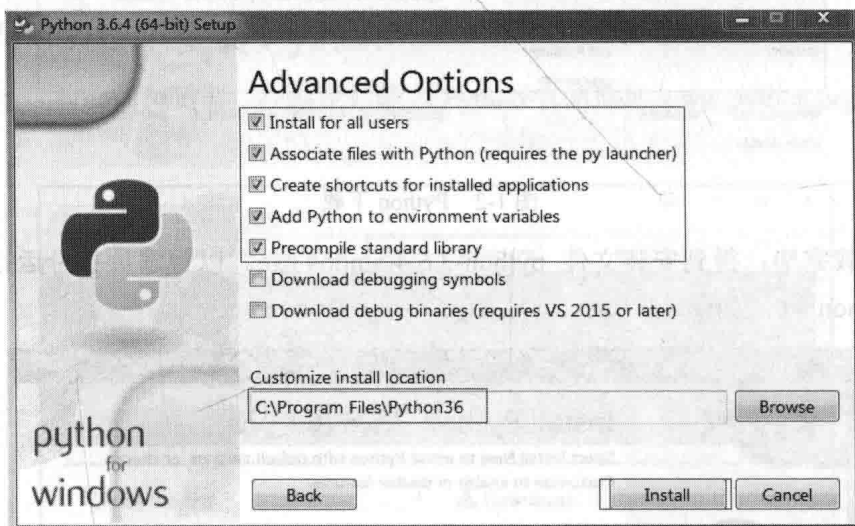 Python 3.6.4 (64-bit) Setup
Advanced Options
Install for all users
Associate files with Python (requires the py launcher)
Create shortcuts for installed applications
Add Python to environment variables
Precompile standard library
Download debugging symbols
Download debug binaries (requires VS 2015 or later)
Customize install location
C:\Program Files\Python36
Browse
python
for
windows
Back
Install
Cancel